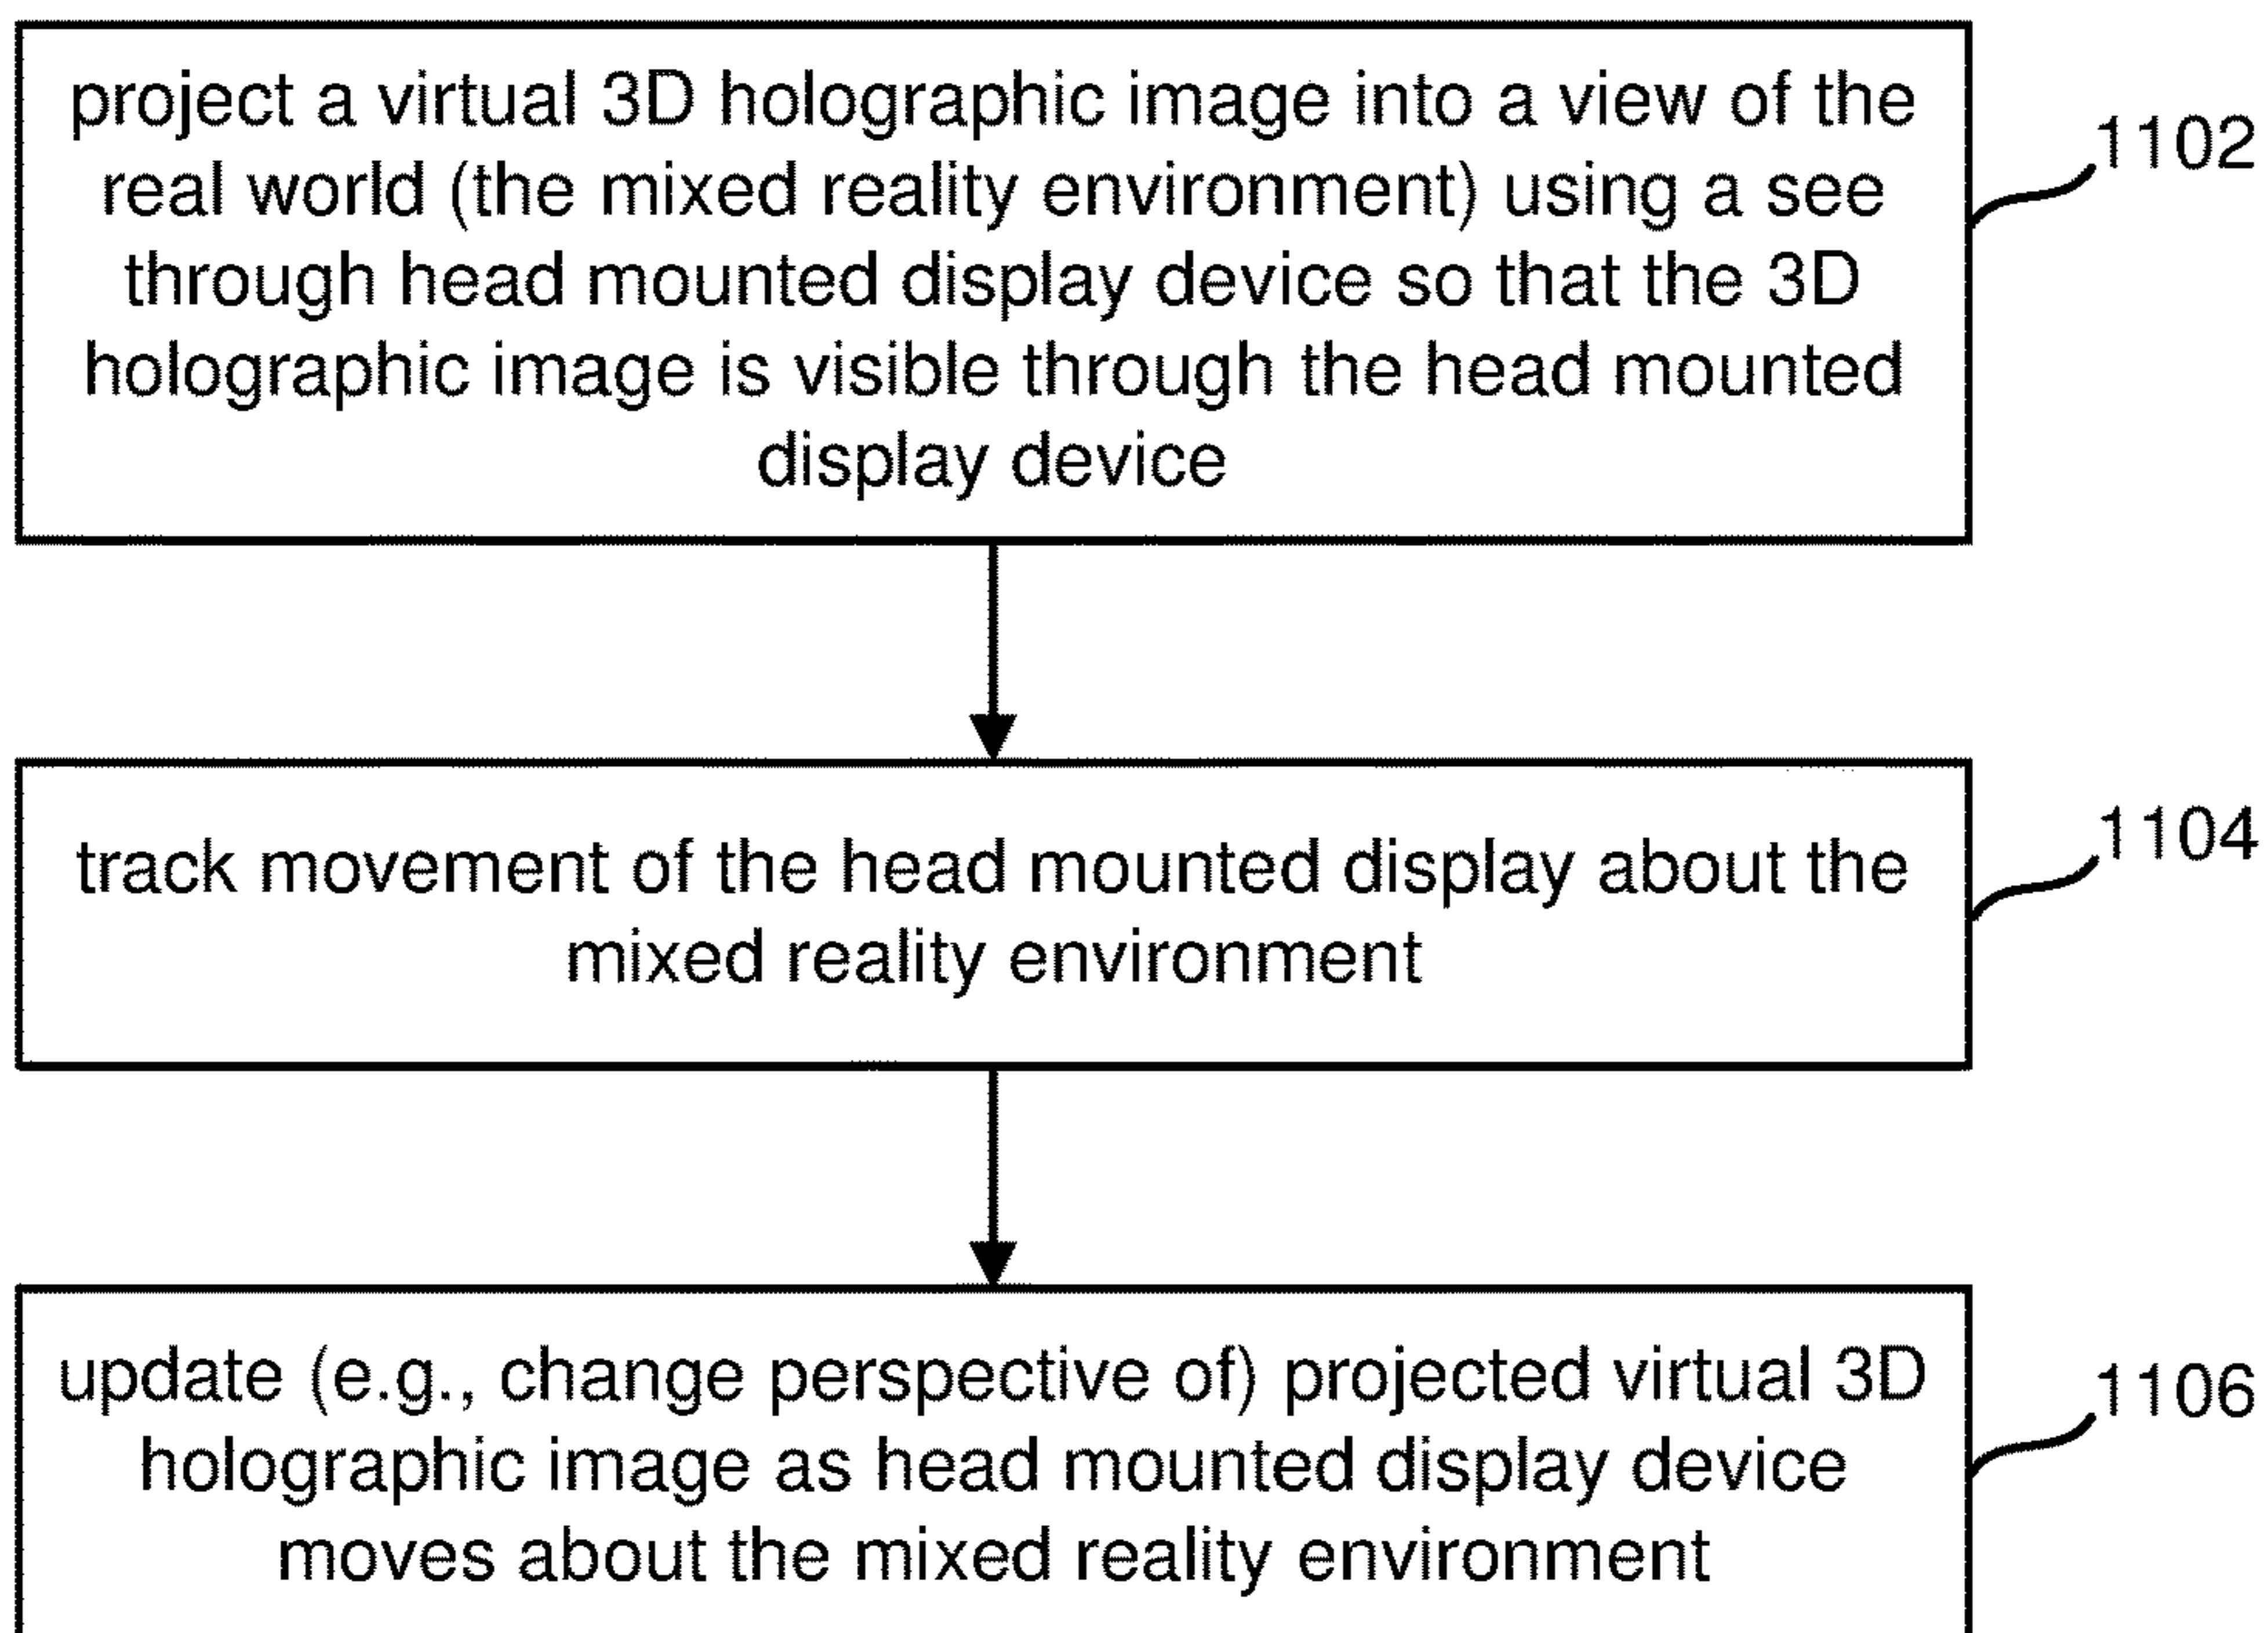 project a virtual 3D holographic image into a view of the
real world (the mixed reality environment) using a see
through head mounted display device so that the 3D
holographic image is visible through the head mounted
display device
1102
track movement of the head mounted display about the
mixed reality environment
1104
update (e.g., change perspective of) projected virtual 3D
holographic image as head mounted display device
moves about the mixed reality environment
1106